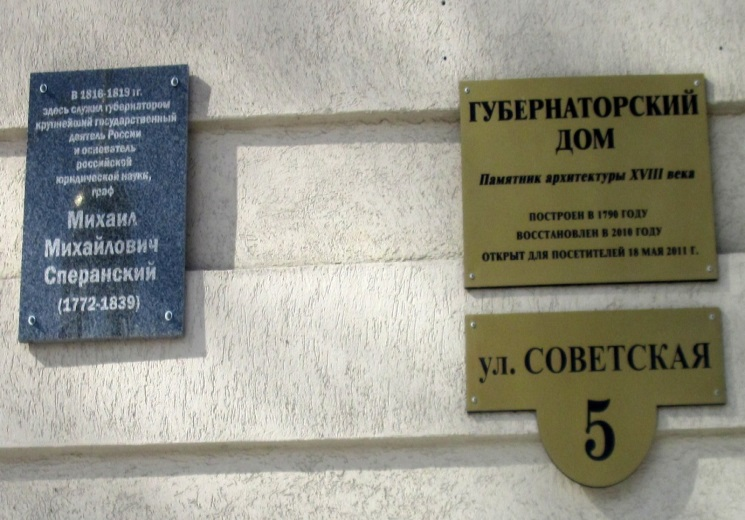 В 1816-1819 гг.
здесь служил губернатором
крупнейший государственный
деятель России
и основатель
российской
юридической науки,
граф
Михаил
Михайлович
Сперанский
(1772-1839)
ГУБЕРНАТОРСКИЙ
ДОМ
Памятник архитектуры XVIII века
ПОСТРОЕН В 1790 ГОДУ
ВОССТАНОВЛЕН В 2010 ГОДУ
ОТКРЫТ ДЛЯ ПОСЕТИТЕЛЕЙ 18 МАЯ 2011 Г.
ул. СОВЕТСКАЯ
5